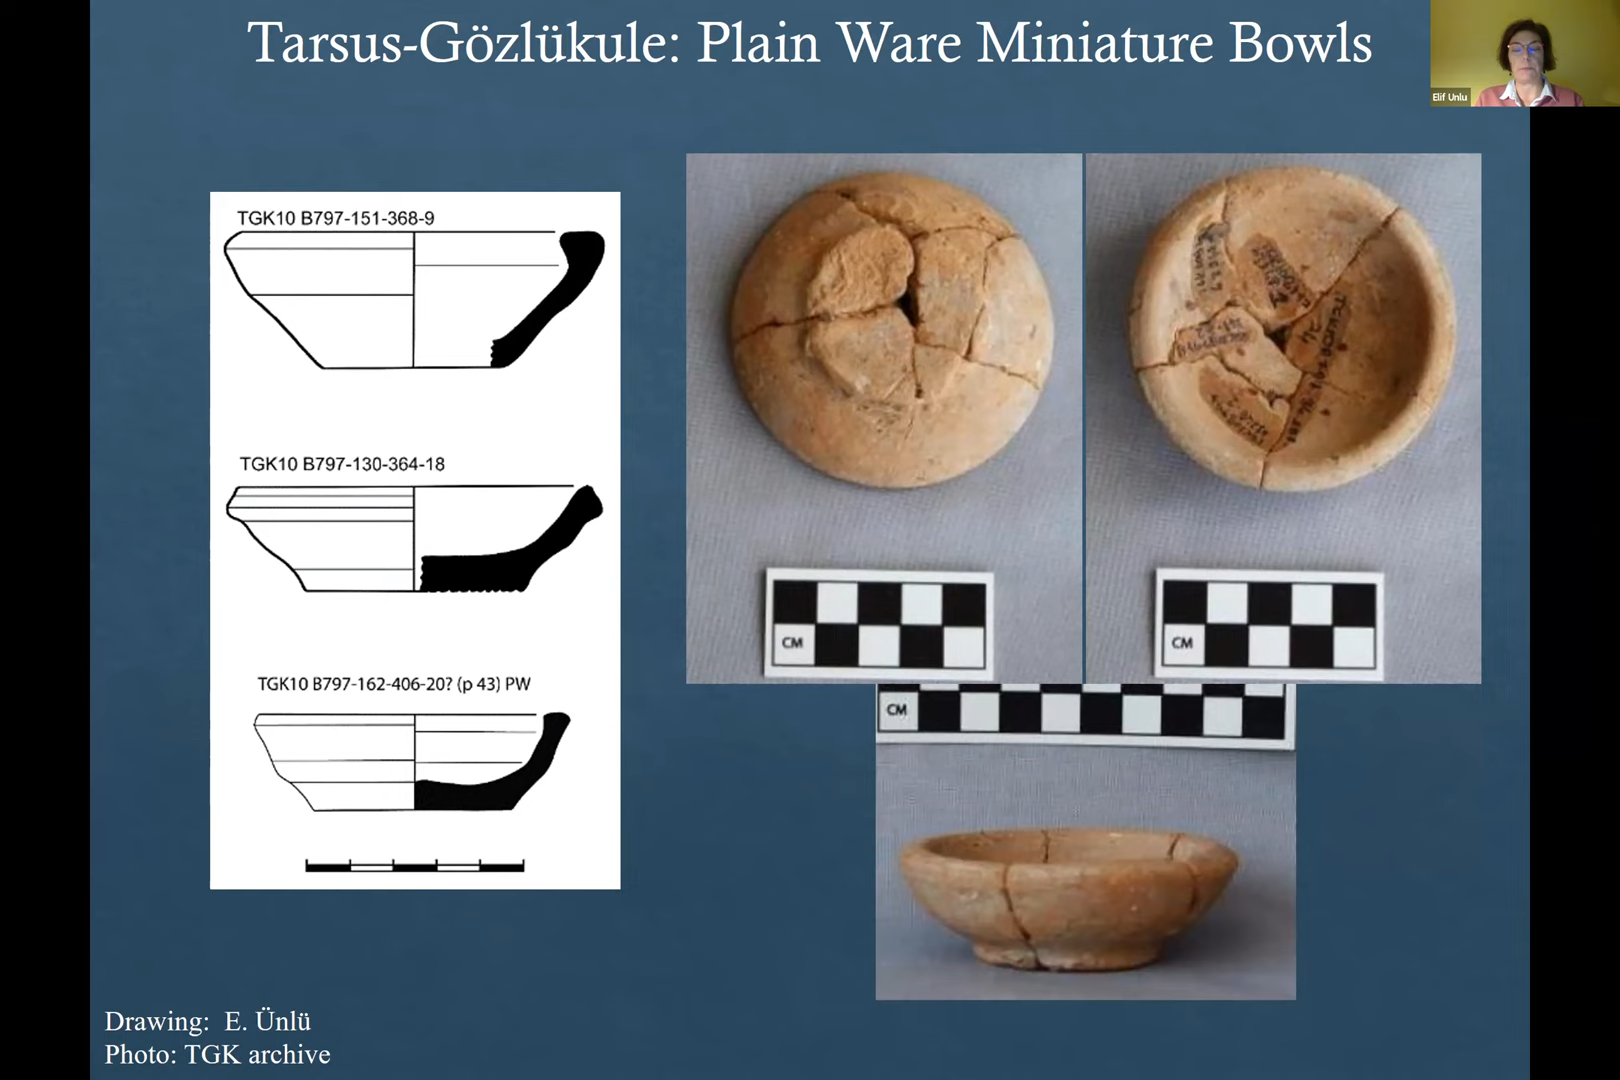 Tarsus-Gözlükule: Plain Ware Miniature Bowls
Elif Unlu
TGK10 B797-151-368-9
TGK10 B797-130-364-18
TGK10 B797-162-406-20? (p 43) PW
CM
CM
CM
Drawing: E. Ünlü
Photo: TGK archive